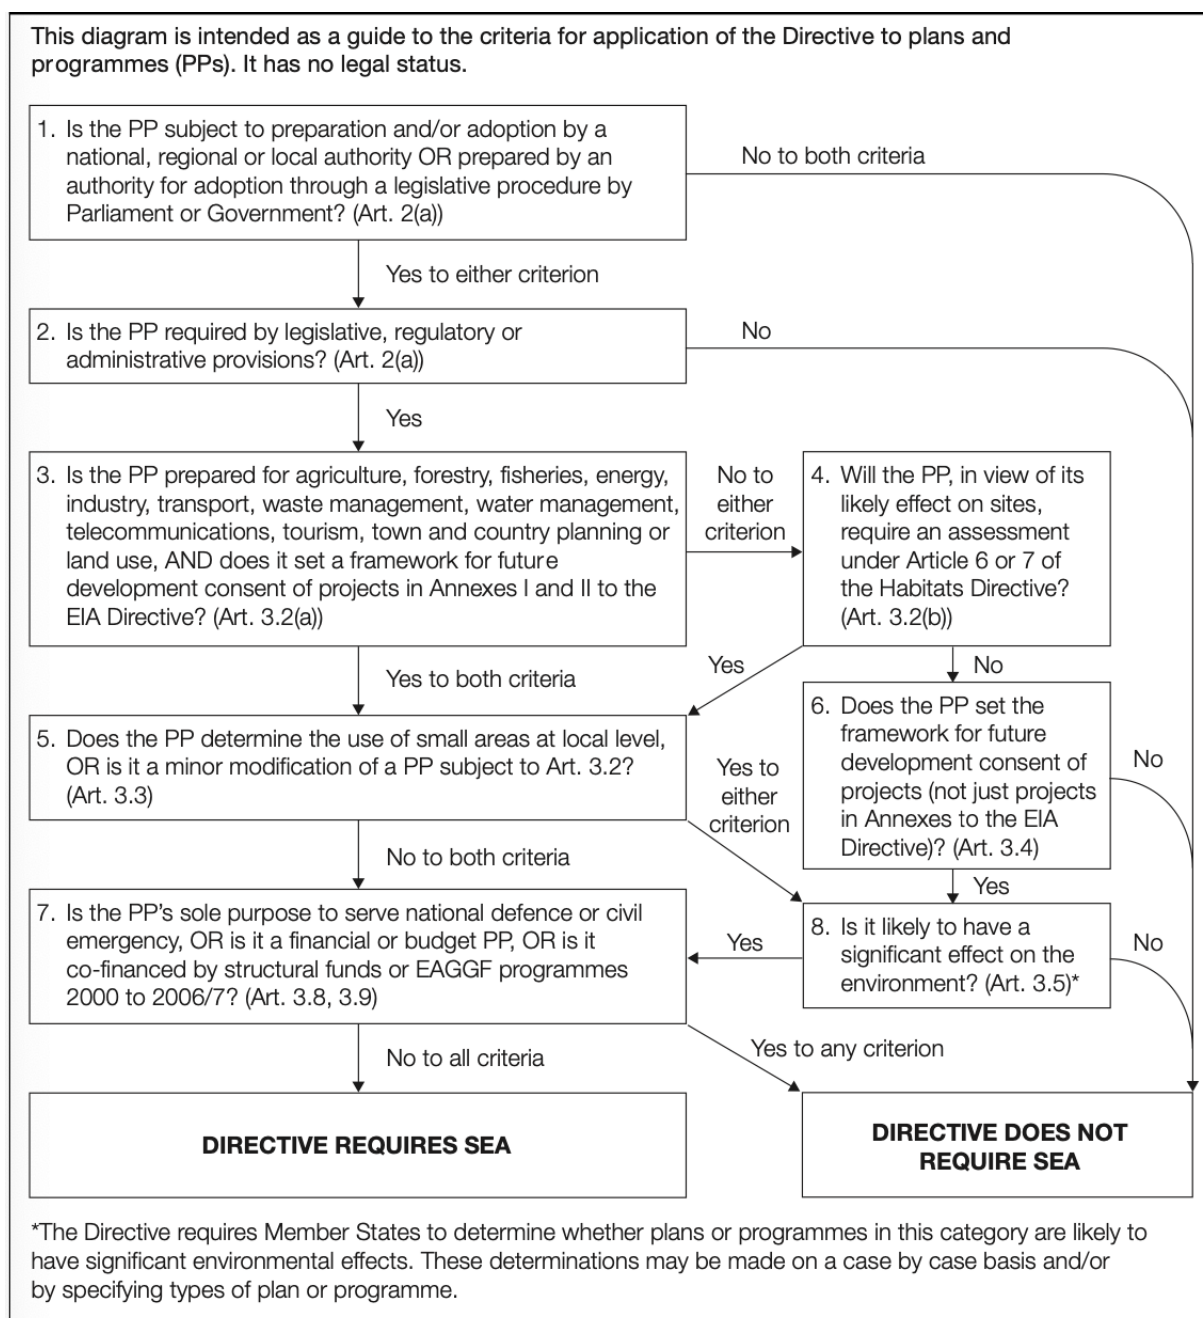 This diagram is intended as a guide to the criteria for application of the Directive to plans and
programmes (PPs). It has no legal status.
1. Is the PP subject to preparation and/or adoption by a
national, regional or local authority OR prepared by an
authority for adoption through a legislative procedure by
Parliament or Government? (Art. 2(a))
No to both criteria
Yes to either criterion
2. Is the PP required by legislative, regulatory or
administrative provisions? (Art. 2(a))
No
Yes
3. Is the PP prepared for agriculture, forestry, fisheries, energy,
industry, transport, waste management, water management,
telecommunications, tourism, town and country planning or
land use, AND does it set a framework for future
development consent of projects in Annexes I and II to the
EIA Directive? (Art. 3.2(a))
No to
either
criterion
4. Will the PP, in view of its
likely effect on sites,
require an assessment
under Article 6 or 7 of
the Habitats Directive?
(Art. 3.2(b))
Yes to both criteria
Yes
No
5. Does the PP determine the use of small areas at local level,
OR is it a minor modification of a PP subject to Art. 3.2?
(Art. 3.3)
Yes to
either
criterion
6. Does the PP set the
framework for future
development consent of
projects (not just projects
in Annexes to the EIA
Directive)? (Art. 3.4)
No
No to both criteria
Yes
7. Is the PP's sole purpose to serve national defence or civil
emergency, OR is it a financial or budget PP, OR is it
co-financed by structural funds or EAGGF programmes
2000 to 2006/7? (Art. 3.8, 3.9)
Yes
8. Is it likely to have a
significant effect on the
environment? (Art. 3.5)*
No
No to all criteria
Yes to any criterion
DIRECTIVE REQUIRES SEA
DIRECTIVE DOES NOT
REQUIRE SEA
*The Directive requires Member States to determine whether plans or programmes in this category are likely to
have significant environmental effects. These determinations may be made on a case by case basis and/or
by specifying types of plan or programme.